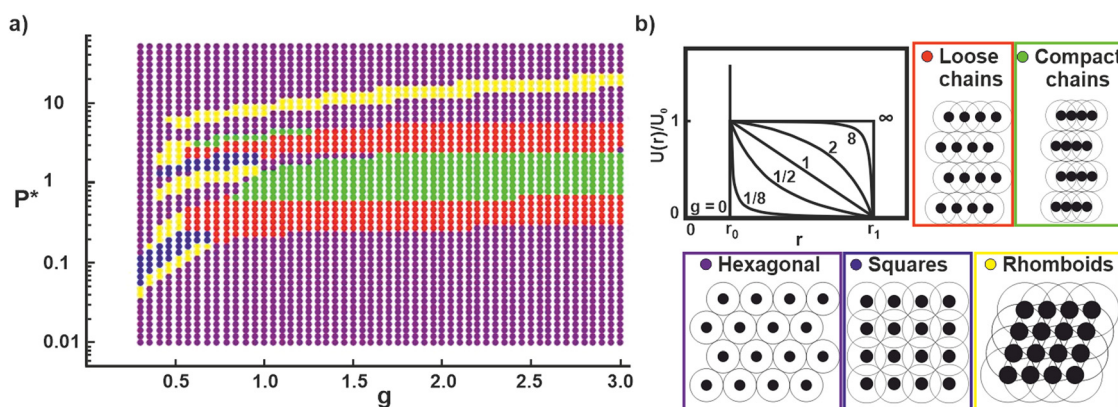 a)
P*
10
1
0.1
0.01
0.5
1.0
1.5
2.0
2.5
3.0
g
b)
U(r)/U₀
1
0
∞
8
2
1
1/2
1/8
g = 0
0
r₀
r
r₁
Loose
chains
Compact
chains
Hexagonal
Squares
Rhomboids